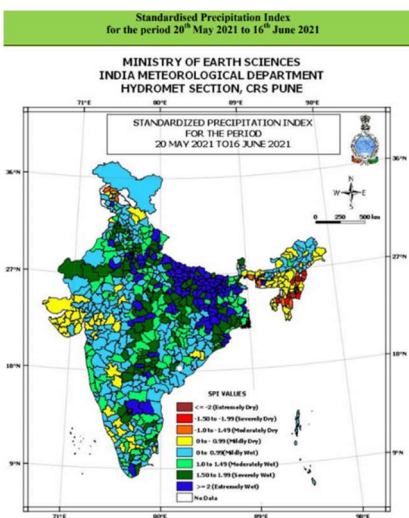 Standardised Precipitation Index
for the period 20th May 2021 to 16th June 2021
MINISTRY OF EARTH SCIENCES
INDIA METEOROLOGICAL DEPARTMENT
HYDROMET SECTION, CRS PUNE
71°E 80°E 89°E 90°E
STANDARDIZED PRECIPITATION INDEX
FOR THE PERIOD
20 MAY 2021 TO16 JUNE 2021
36°N 36°N
N
W E
S
0 250 500 km
27°N 27°N
18°N 18°N
SPI VALUES
<= -2 (Extremely Dry)
-1.50 to -1.99 (Severely Dry)
-1.0 to -1.49 (Moderately Dry
0 to - 0.99(Mildly Dry)
0 to 0.99(Mildly Wet)
1.0 to 1.49(Moderately Wet)
1.50 to 1.99 (Severely Wet)
>= 2 (Extremely Wet)
No Data
9°N 9°N
71°E 80°E 89°E 98°E